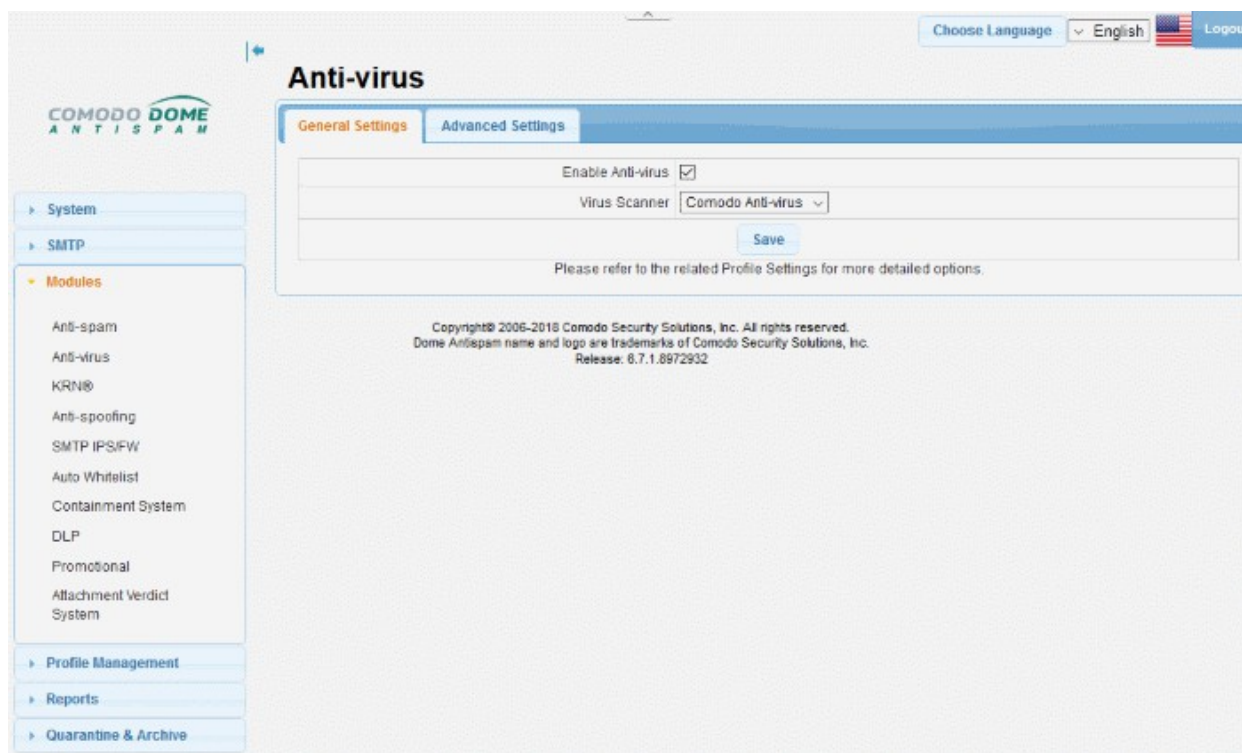 Choose Language
English
Logou
Anti-virus
COMODO DOME
ANTISPAM
General Settings
Advanced Settings
Enable Anti-virus
Virus Scanner
Comodo Anti-virus
Save
Please refer to the related Profile Settings for more detailed options.
System
SMTP
Modules
Anti-spam
Anti-virus
KRN®
Anti-spoofing
SMTP IPS/FW
Auto Whitelist
Containment System
DLP
Promotional
Attachment Verdict
System
Profile Management
Reports
Quarantine & Archive
Copyright© 2006-2018 Comodo Security Solutions, Inc. All rights reserved.
Dome Antispam name and logo are trademarks of Comodo Security Solutions, Inc.
Release: 6.7.1.8972932